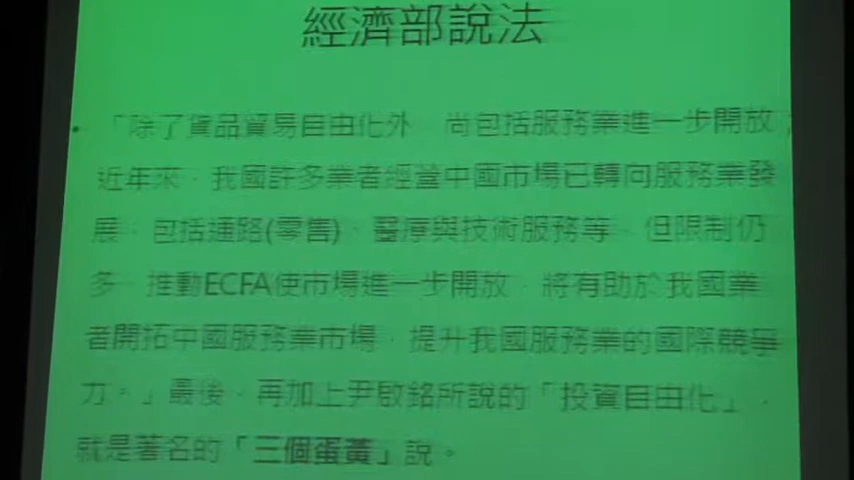 經濟部說法
•「除了貨品貿易自由化外,尚包括服務業進一步開放;
近年來,我國許多業者經營中國市場已轉向服務業發
展,包括通路(零售)、醫療與技術服務等,但限制仍
多,推動ECFA使市場進一步開放,將有助於我國業
者開拓中國服務業市場,提升我國服務業的國際競爭
力。」最後,再加上尹啟銘所說的「投資自由化」,
就是著名的「三個蛋黃」說。